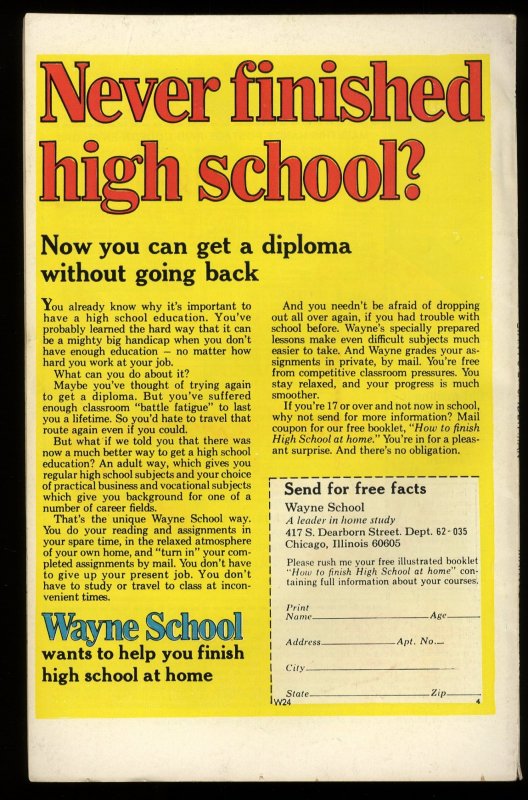 Never finished
high school?
Now you can get a diploma
without going back
You already know why it's important to
have a high school education. You've
probably learned the hard way that it can
be a mighty big handicap when you don't
have enough education — no matter how
hard you work at your job.
What can you do about it?
Maybe you've thought of trying again
to get a diploma. But you've suffered
enough classroom "battle fatigue" to last
you a lifetime. So you'd hate to travel that
route again even if you could.
But what if we told you that there was
now a much better way to get a high school
education? An adult way, which gives you
regular high school subjects and your choice
of practical business and vocational subjects
which give you background for one of a
number of career fields.
That's the unique Wayne School way.
You do your reading and assignments in
your spare time, in the relaxed atmosphere
of your own home, and "turn in" your com-
pleted assignments by mail. You don't have
to give up your present job. You don't
have to study or travel to class at incon-
venient times.
Wayne School
wants to help you finish
high school at home
And you needn't be afraid of dropping
out all over again, if you had trouble with
school before. Wayne's specially prepared
lessons make even difficult subjects much
easier to take. And Wayne grades your as-
signments in private, by mail. You're free
from competitive classroom pressures. You
stay relaxed, and your progress is much
smoother.
If you're 17 or over and not now in school,
why not send for more information? Mail
coupon for our free booklet, "How to finish
High School at home." You're in for a pleas-
ant surprise. And there's no obligation.
Send for free facts
Wayne School
A leader in home study
417 S. Dearborn Street. Dept. 62-035
Chicago, Illinois 60605
Please rush me your free illustrated booklet
"How to finish High School at home" con-
taining full information about your courses.
Print
Name Age
Address Apt. No.
City
State Zip
W24 4